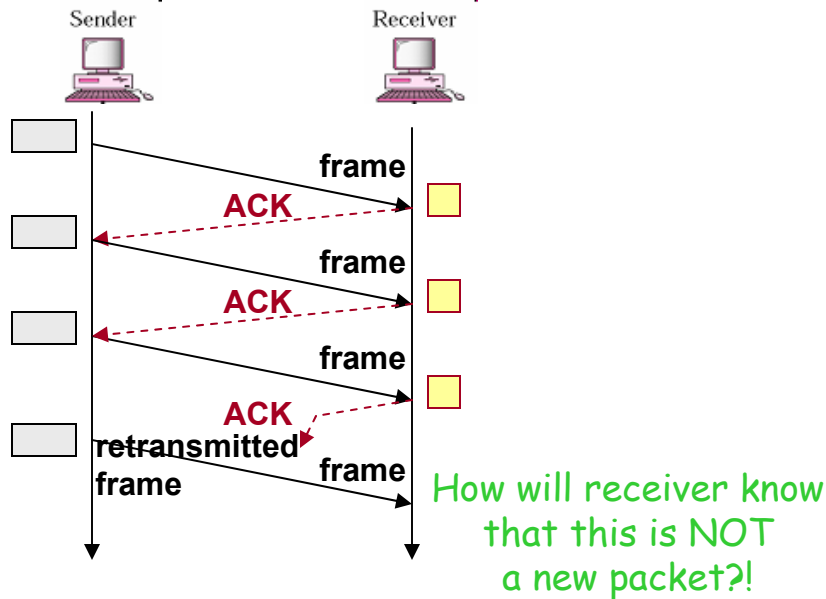 Sender
Receiver
frame
ACK
frame
ACK
frame
ACK
retransmitted
frame
frame
How will receiver know
that this is NOT
a new packet?!